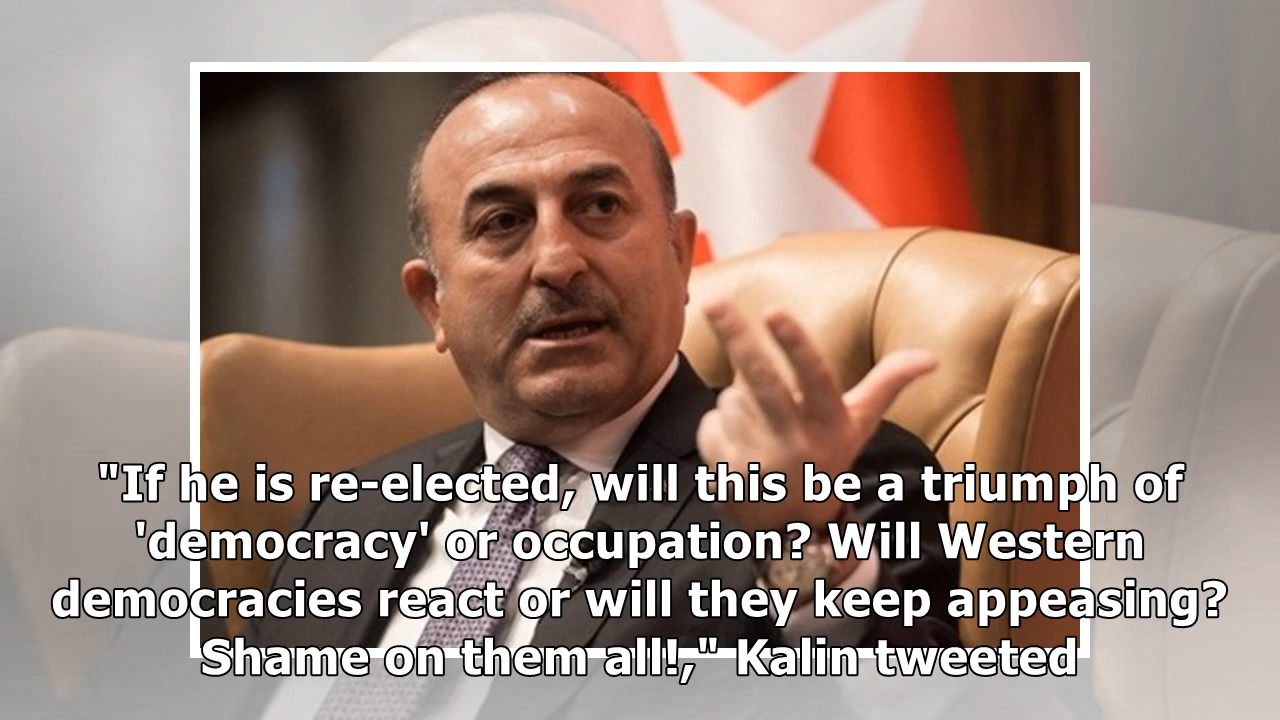 "If he is re-elected, will this be a triumph of
'democracy' or occupation? Will Western
democracies react or will they keep appeasing?
Shame on them all!," Kalin tweeted